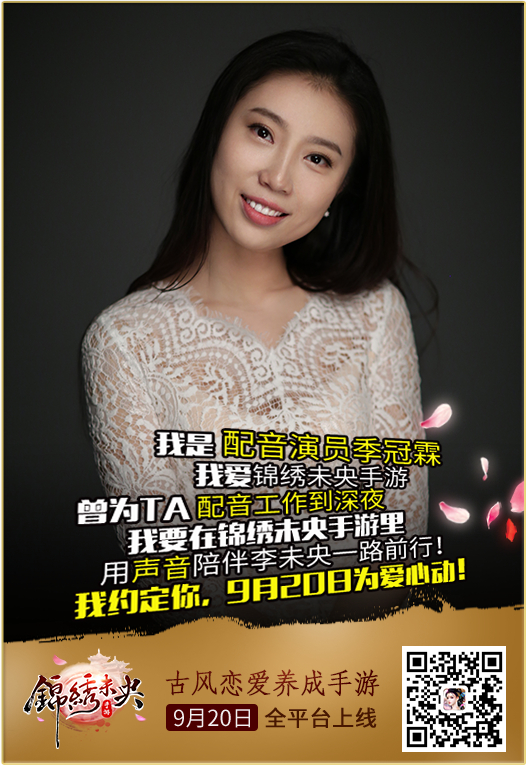 我是 配音演员季冠霖
我爱锦绣未央手游
曾为TA 配音工作到深夜
我要在锦绣未央手游里
用声音陪伴李未央一路前行！
我约定你，9月20日为爱心动！
錦綉未央
手游
古风恋爱养成手游
9月20日 全平台上线